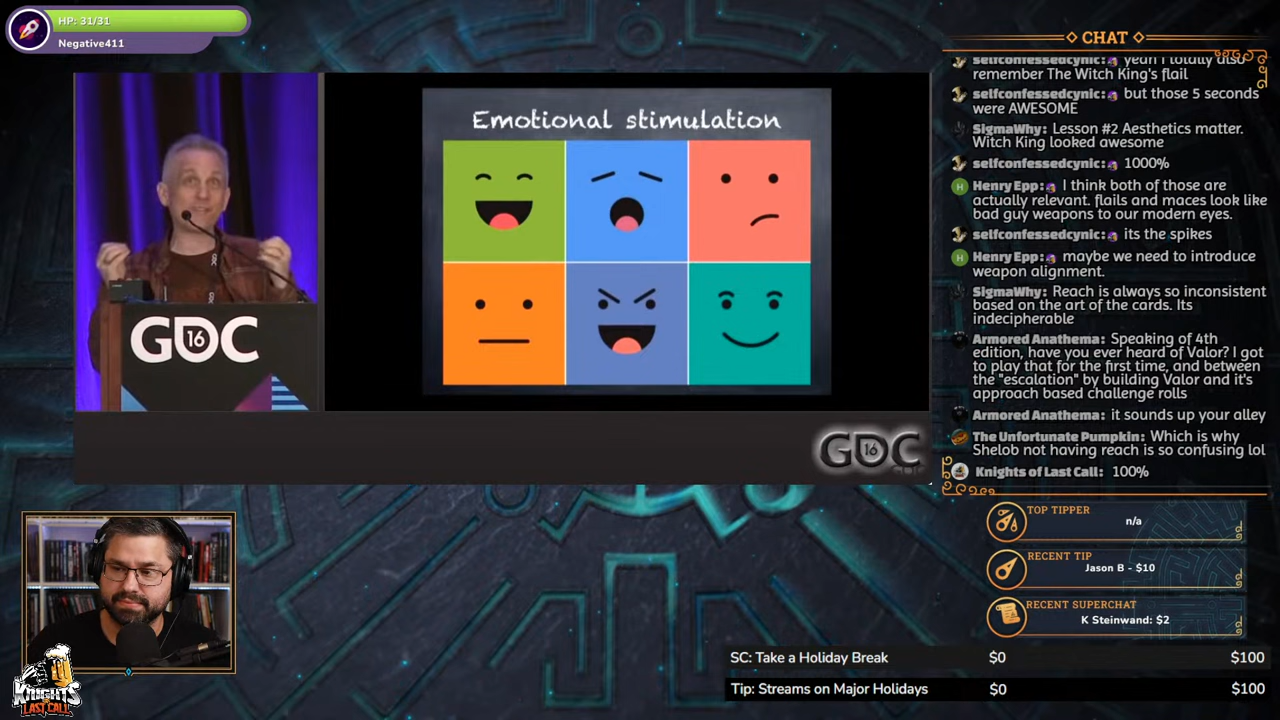 HP: 31/31
Negative411
Emotional stimulation
GDC
16
GDC
16
KNIGHTS
OF
LAST CALL
CHAT
selfconfessedcynic: yeah I totally also
remember The Witch King's flail
selfconfessedcynic: but those 5 seconds
were AWESOME
SigmaWhy: Lesson #2 Aesthetics matter.
Witch King looked awesome
selfconfessedcynic: 1000%
H Henry Epp: I think both of those are
actually relevant. flails and maces look like
bad guy weapons to our modern eyes.
selfconfessedcynic: its the spikes
H Henry Epp: maybe we need to introduce
weapon alignment.
SigmaWhy: Reach is always so inconsistent
based on the art of the cards. Its
indecipherable
Armored Anathema: Speaking of 4th
edition, have you ever heard of Valor? I got
to play that for the first time, and between
the "escalation" by building Valor and it's
approach based challenge rolls
Armored Anathema: it sounds up your alley
The Unfortunate Pumpkin: Which is why
Shelob not having reach is so confusing lol
Knights of Last Call: 100%
TOP TIPPER
n/a
RECENT TIP
Jason B - $10
RECENT SUPERCHAT
K Steinwand: $2
SC: Take a Holiday Break $0 $100
Tip: Streams on Major Holidays $0 $100